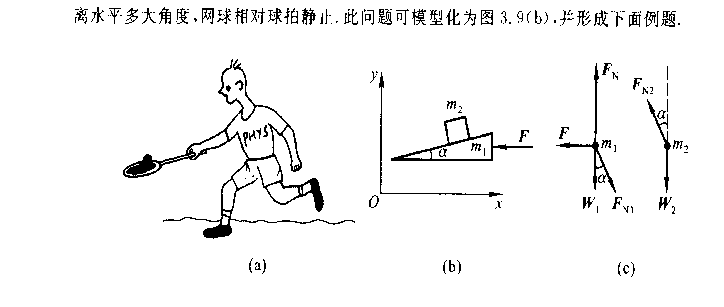 离水平多大角度,网球相对球拍静止.此问题可模型化为图3.9(b),并形成下面例题.
PHYS
y
m₂
α
m₁
F
O
x
F_N
F_N2
α
F
m₁
m₂
α
W₁
F_N1
W₂
(a)
(b)
(c)